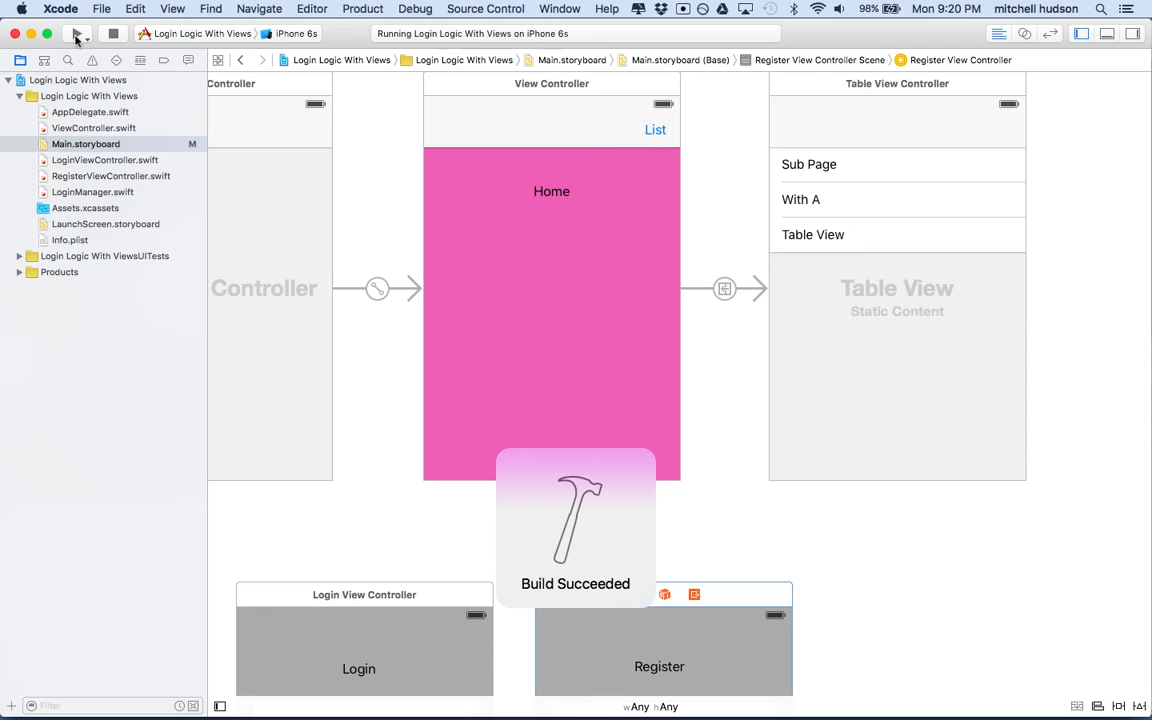 Xcode File Edit View Find Navigate Editor Product Debug Source Control Window Help 98% Mon 9:20 PM mitchell hudson
Login Logic With Views iPhone 6s Running Login Logic With Views on iPhone 6s
Login Logic With Views Login Logic With Views Main.storyboard Main.storyboard (Base) Register View Controller Scene Register View Controller
Login Logic With Views
Login Logic With Views
AppDelegate.swift
ViewController.swift
Main.storyboard M
LoginViewController.swift
RegisterViewController.swift
LoginManager.swift
Assets.xcassets
LaunchScreen.storyboard
Info.plist
Login Logic With ViewsUITests
Products
Filter
Controller
Controller
View Controller
List
Home
Table View Controller
Sub Page
With A
Table View
Table View
Static Content
Build Succeeded
Login View Controller
Login
Register
wAny hAny